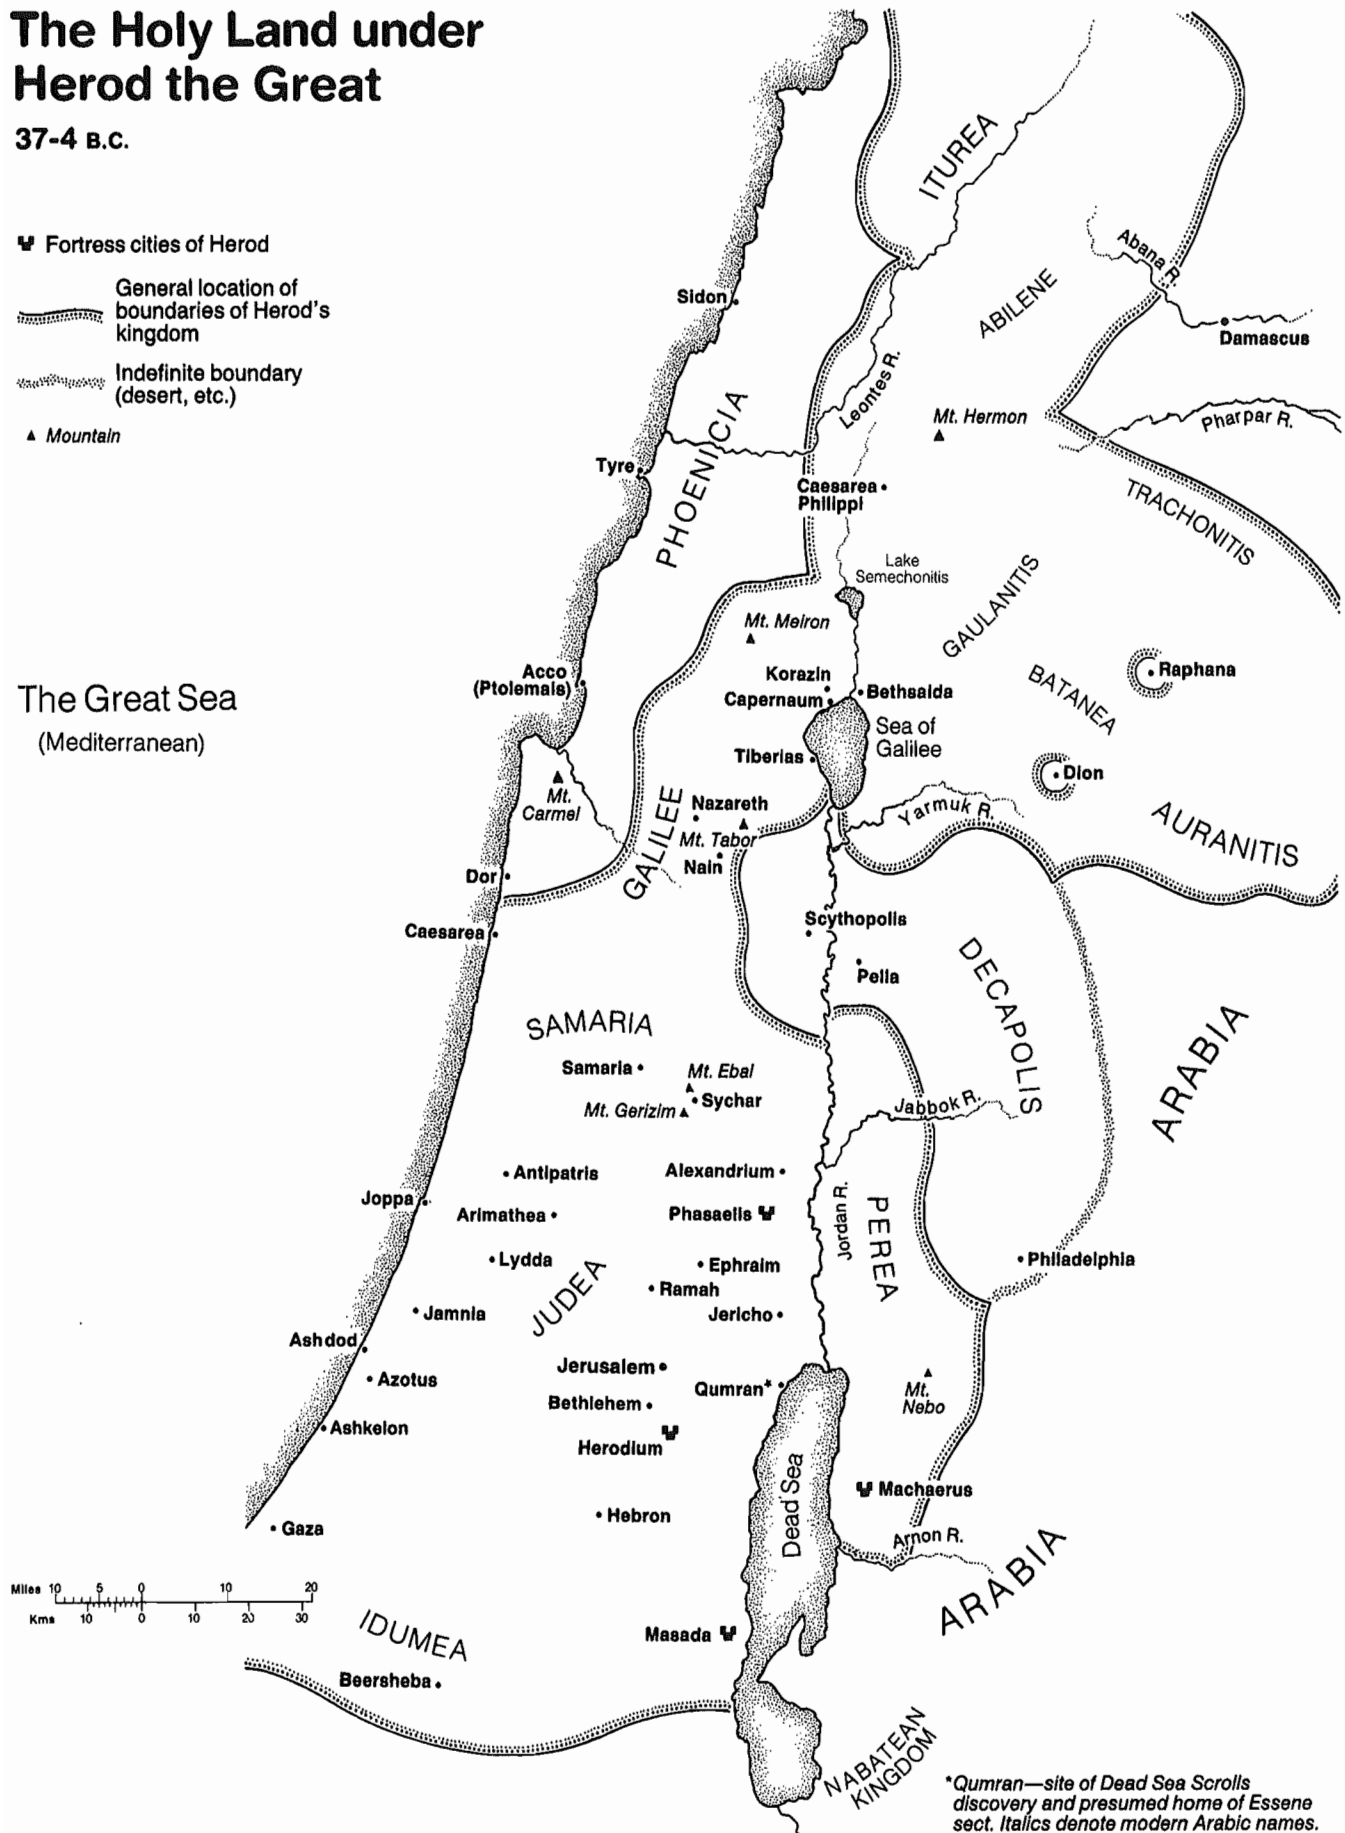 The Holy Land under
Herod the Great
37-4 B.C.
Fortress cities of Herod
General location of
boundaries of Herod's
kingdom
Indefinite boundary
(desert, etc.)
Mountain
ITUREA
Abana R.
Sidon
ABILENE
Damascus
Leontes R.
Mt. Hermon
Pharpar R.
PHOENICIA
Tyre
Caesarea
Philippi
TRACHONITIS
Lake
Semechonitis
GAULANITIS
Mt. Meiron
Acco
(Ptolemais)
Korazin
Capernaum
Bethsaida
BATANEA
Raphana
The Great Sea
(Mediterranean)
Sea of
Galilee
Tiberias
Dion
Mt.
Carmel
GALILEE
Nazareth
Mt. Tabor
Nain
Yarmuk R.
AURANITIS
Dor
Caesarea
Scythopolis
Pella
DECAPOLIS
SAMARIA
ARABIA
Samaria
Mt. Ebal
Sychar
Mt. Gerizim
Jabbok R.
Antipatris
Alexandrium
Joppa
Arimathea
Phasaelis
Jordan R.
PEREA
Lydda
Ephraim
Philadelphia
JUDEA
Ramah
Jamnia
Jericho
Ashdod
Jerusalem
Azotus
Qumran*
Mt.
Nebo
Bethlehem
Ashkelon
Herodium
Dead Sea
Machaerus
Hebron
Gaza
Arnon R.
ARABIA
Miles 10 5 0 10 20
Kms 10 0 10 20 30
IDUMEA
Masada
Beersheba
NABATEAN
KINGDOM
*Qumran—site of Dead Sea Scrolls
discovery and presumed home of Essene
sect. Italics denote modern Arabic names.